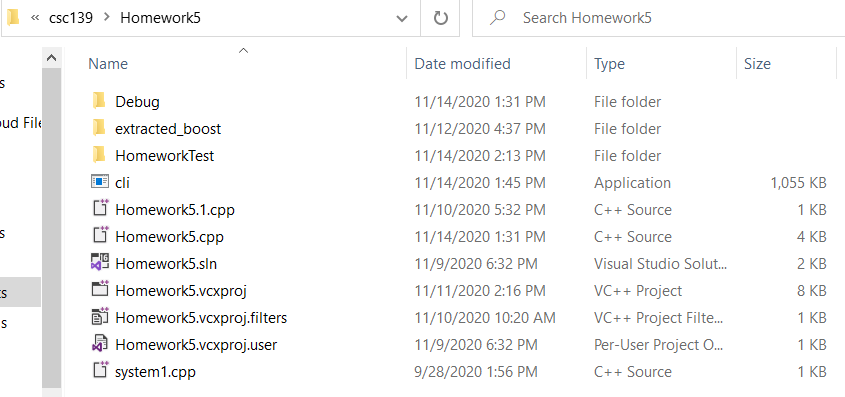 « csc139 > Homework5 Search Homework5
Name Date modified Type Size
Debug 11/14/2020 1:31 PM File folder
extracted_boost 11/12/2020 4:37 PM File folder
HomeworkTest 11/14/2020 2:13 PM File folder
cli 11/14/2020 1:45 PM Application 1,055 KB
Homework5.1.cpp 11/10/2020 5:32 PM C++ Source 1 KB
Homework5.cpp 11/14/2020 1:31 PM C++ Source 4 KB
Homework5.sln 11/9/2020 6:32 PM Visual Studio Solut... 2 KB
Homework5.vcxproj 11/11/2020 2:16 PM VC++ Project 8 KB
Homework5.vcxproj.filters 11/10/2020 10:20 AM VC++ Project Filte... 1 KB
Homework5.vcxproj.user 11/9/2020 6:32 PM Per-User Project O... 1 KB
system1.cpp 9/28/2020 1:56 PM C++ Source 1 KB
s
oud File
s
ts
s